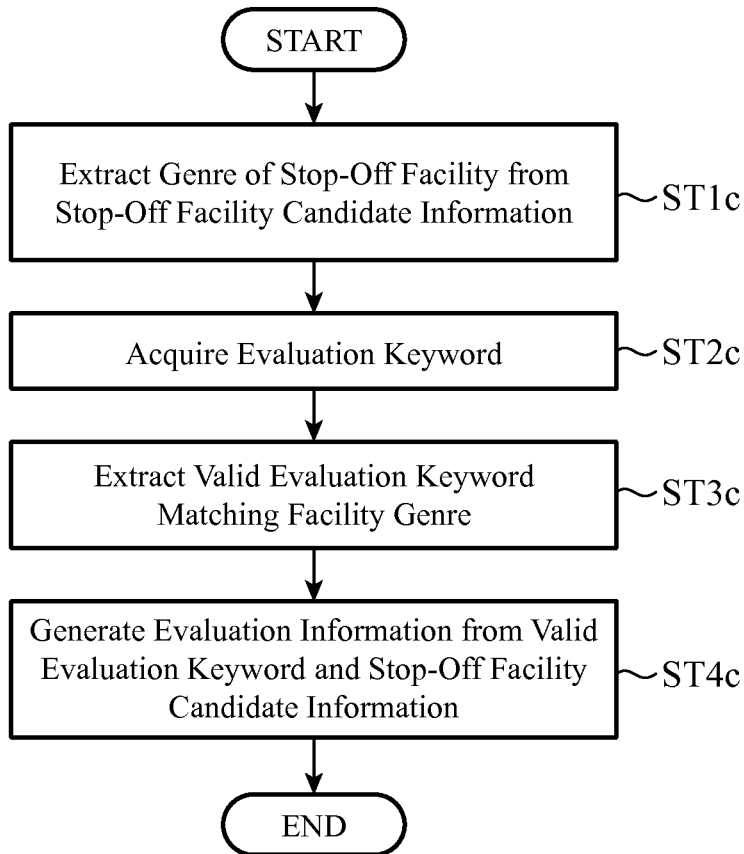 START
Extract Genre of Stop-Off Facility from
Stop-Off Facility Candidate Information
ST1c
Acquire Evaluation Keyword
ST2c
Extract Valid Evaluation Keyword
Matching Facility Genre
ST3c
Generate Evaluation Information from Valid
Evaluation Keyword and Stop-Off Facility
Candidate Information
ST4c
END